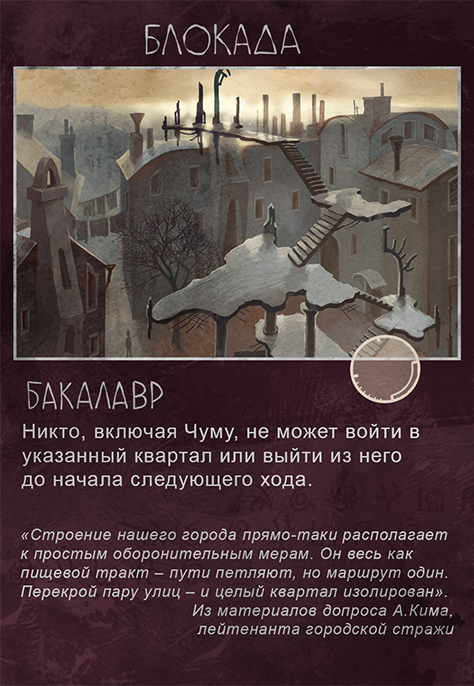 БЛОКАДА
БАКАЛАВР
Никто, включая Чуму, не может войти в
указанный квартал или выйти из него
до начала следующего хода.
«Строение нашего города прямо-таки располагает
к простым оборонительным мерам. Он весь как
пищевой тракт – пути петляют, но маршрут один.
Перекрой пару улиц – и целый квартал изолирован».
Из материалов допроса А.Кима,
лейтенанта городской стражи